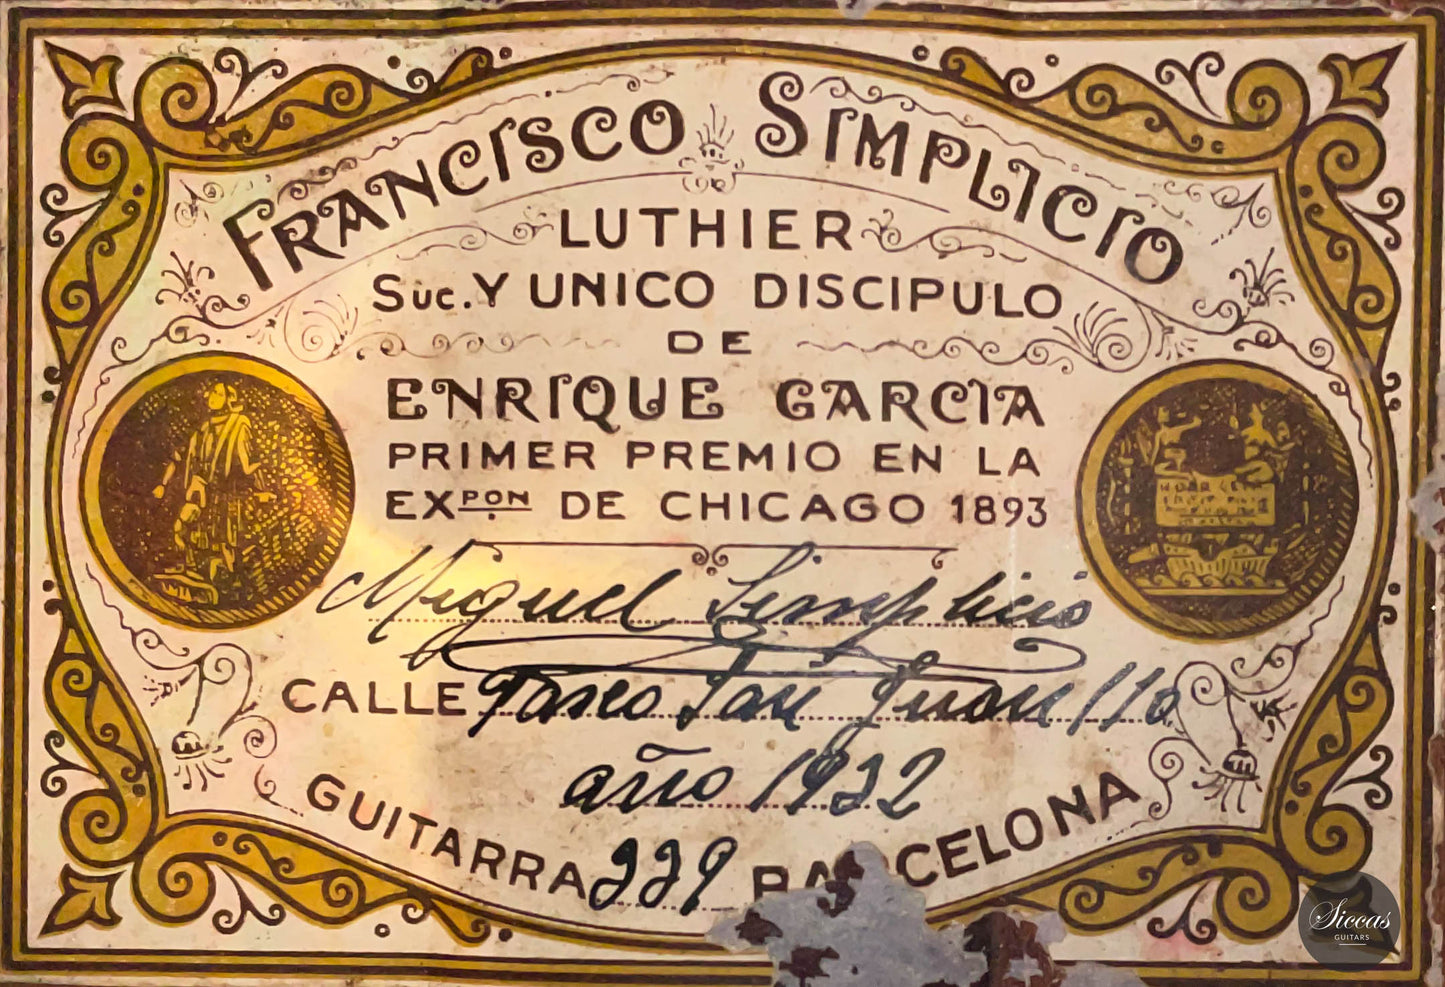 FRANCISCO SIMPLICIO
LUTHIER
Suc. Y UNICO DISCIPULO
DE
ENRIQUE GARCIA
PRIMER PREMIO EN LA
EXPON. DE CHICAGO 1893
Miguel Simplicio
CALLE Paseo San Juan 110
año 1932
GUITARRA 229 BARCELONA
Siccas
GUITARS